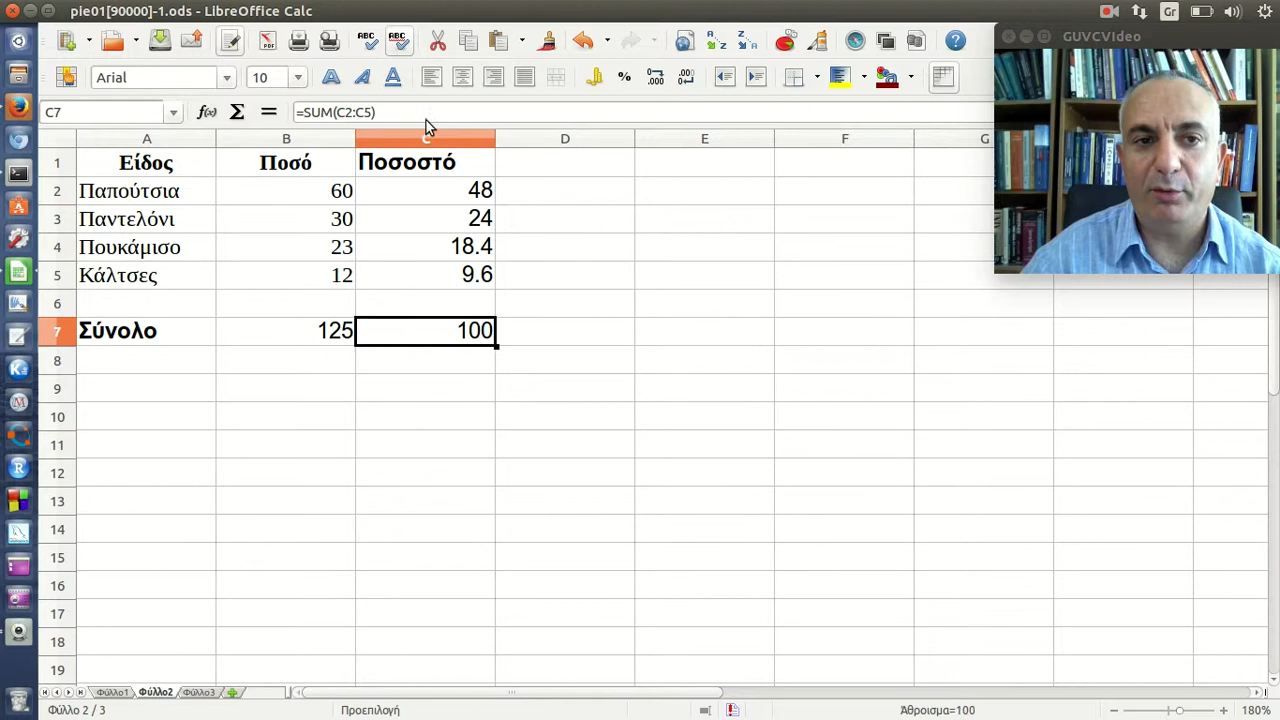 pie01[90000]-1.ods - LibreOffice Calc
Gr
GUVCVIdeo
Arial
10
C7
=SUM(C2:C5)
A B C D E F G
1 Είδος Ποσό Ποσοστό
2 Παπούτσια 60 48
3 Παντελόνι 30 24
4 Πουκάμισο 23 18.4
5 Κάλτσες 12 9.6
6
7 Σύνολο 125 100
8
9
10
11
12
13
14
15
16
17
18
19
Φύλλο1 Φύλλο2 Φύλλο3
Φύλλο 2 / 3 Προεπιλογή Άθροισμα=100 180%